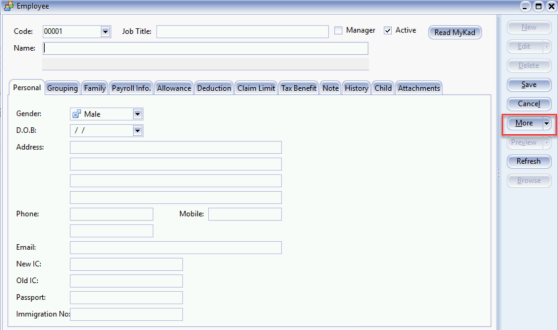 Employee
Code: 00001 Job Title: Manager Active Read MyKad
Name:
Personal Grouping Family Payroll Info. Allowance Deduction Claim Limit Tax Benefit Note History Child Attachments
Gender: Male
D.O.B: / /
Address:
Phone: Mobile:
Email:
New IC:
Old IC:
Passport:
Immigration No:
New
Edit
Delete
Save
Cancel
More
Preview
Refresh
Browse